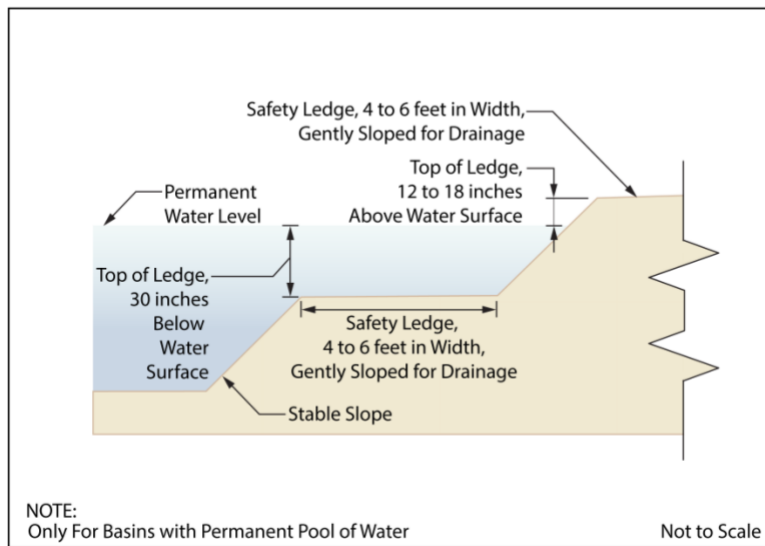 Safety Ledge, 4 to 6 feet in Width,
Gently Sloped for Drainage
Top of Ledge,
12 to 18 inches
Above Water Surface
Permanent
Water Level
Top of Ledge,
30 inches
Below
Water
Surface
Safety Ledge,
4 to 6 feet in Width,
Gently Sloped for Drainage
Stable Slope
NOTE:
Only For Basins with Permanent Pool of Water
Not to Scale